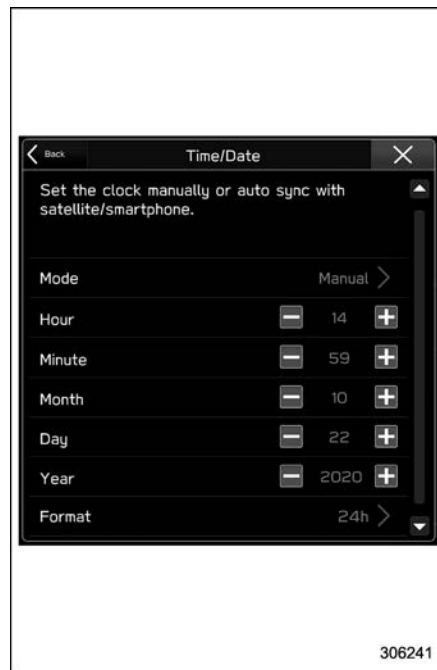 Back Time/Date
Set the clock manually or auto sync with
satellite/smartphone.
Mode Manual
Hour 14
Minute 59
Month 10
Day 22
Year 2020
Format 24h
306241